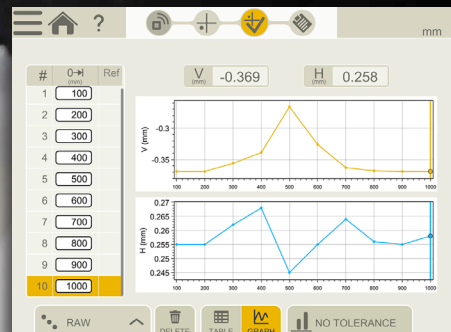 ?
mm
# 0 (mm) Ref
V (mm) -0.369
H (mm) 0.258
1 100
2 200
3 300
4 400
5 500
6 600
7 700
8 800
9 900
10 1000
V (mm)
-0.3
-0.35
100 200 300 400 500 600 700 800 900 1000
H (mm)
0.27
0.265
0.26
0.255
0.25
0.245
100 200 300 400 500 600 700 800 900 1000
RAW
DELETE
TABLE
GRAPH
NO TOLERANCE